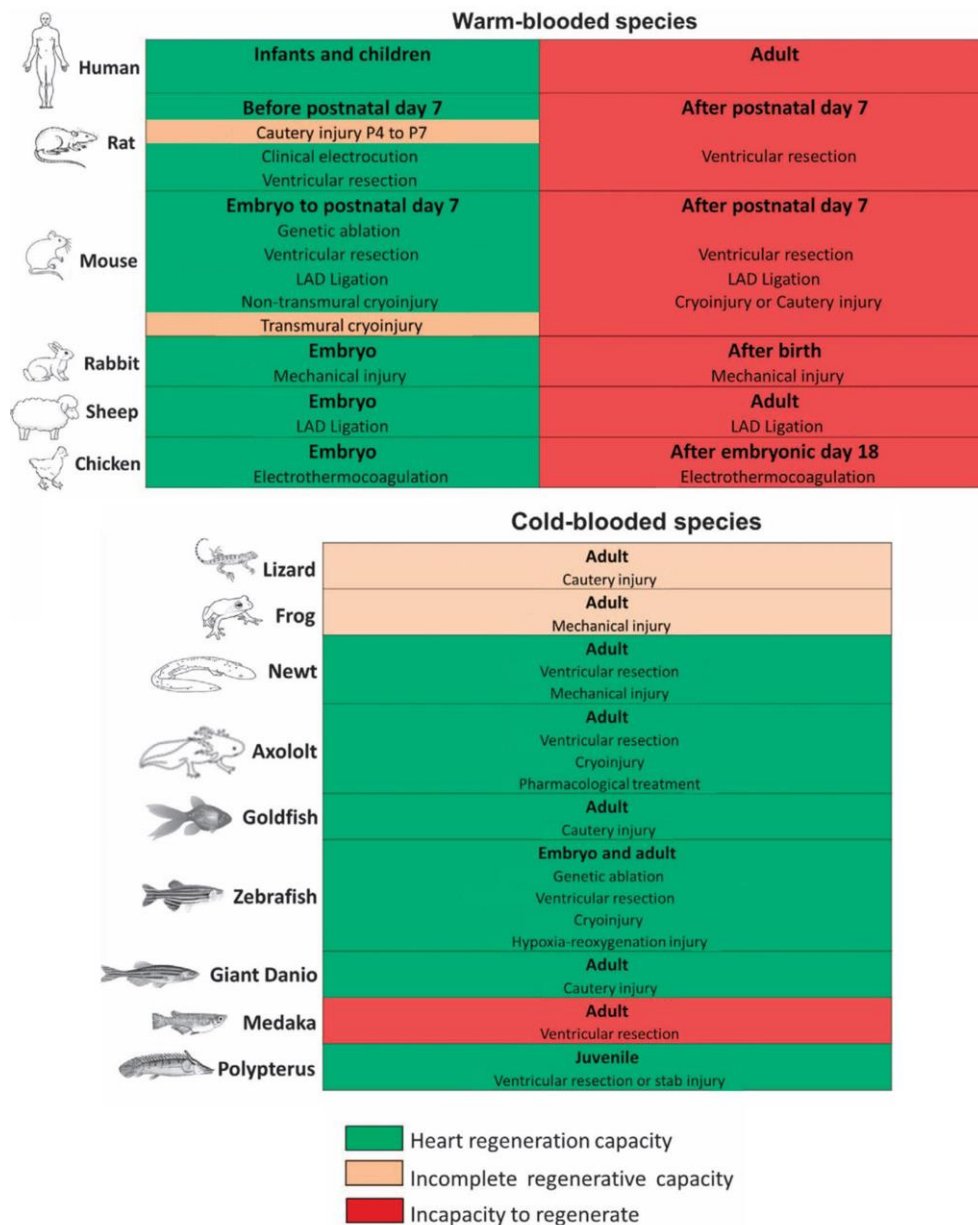 Warm-blooded species
Human
Infants and children
Adult
Rat
Before postnatal day 7
After postnatal day 7
Cautery injury P4 to P7
Clinical electrocution
Ventricular resection
Ventricular resection
Mouse
Embryo to postnatal day 7
After postnatal day 7
Genetic ablation
Ventricular resection
Ventricular resection
LAD Ligation
LAD Ligation
Non-transmural cryoinjury
Cryoinjury or Cautery injury
Transmural cryoinjury
Rabbit
Embryo
After birth
Mechanical injury
Mechanical injury
Sheep
Embryo
Adult
LAD Ligation
LAD Ligation
Chicken
Embryo
After embryonic day 18
Electrothermocoagulation
Electrothermocoagulation
Cold-blooded species
Lizard
Adult
Cautery injury
Frog
Adult
Mechanical injury
Newt
Adult
Ventricular resection
Mechanical injury
Axololt
Adult
Ventricular resection
Cryoinjury
Pharmacological treatment
Goldfish
Adult
Cautery injury
Zebrafish
Embryo and adult
Genetic ablation
Ventricular resection
Cryoinjury
Hypoxia-reoxygenation injury
Giant Danio
Adult
Cautery injury
Medaka
Adult
Ventricular resection
Polypterus
Juvenile
Ventricular resection or stab injury
Heart regeneration capacity
Incomplete regenerative capacity
Incapacity to regenerate